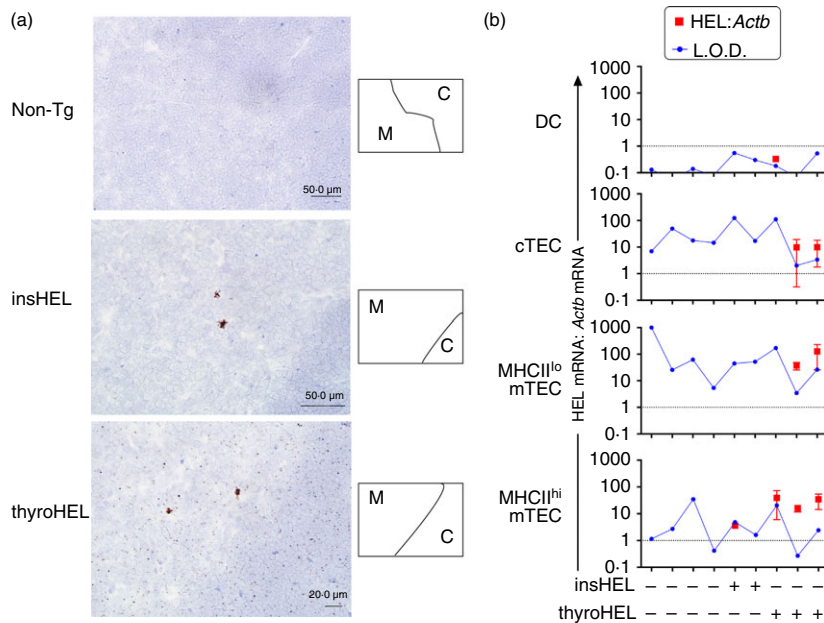 (a)
Non-Tg
50·0 µm
C
M
insHEL
50·0 µm
M
C
thyroHEL
20·0 µm
M
C
(b)
HEL:Actb
L.O.D.
HEL mRNA: Actb mRNA
DC
1000
100
10
1
0·1
cTEC
1000
100
10
1
0·1
MHCII^lo
mTEC
1000
100
10
1
0·1
MHCII^hi
mTEC
1000
100
10
1
0·1
insHEL − − − − + + − − −
thyroHEL − − − − − − + + +